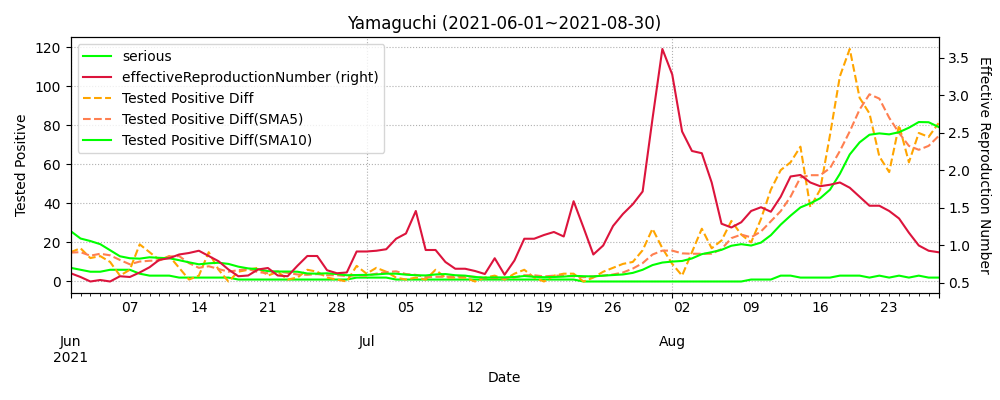 Yamaguchi (2021-06-01~2021-08-30)
serious
effectiveReproductionNumber (right)
Tested Positive Diff
Tested Positive Diff(SMA5)
Tested Positive Diff(SMA10)
Tested Positive
120
100
80
60
40
20
0
3.5
3.0
2.5
2.0
1.5
1.0
0.5
Effective Reproduction Number
07 14 21 28 05 12 19 26 02 09 16 23
Jun Jul Aug
2021
Date